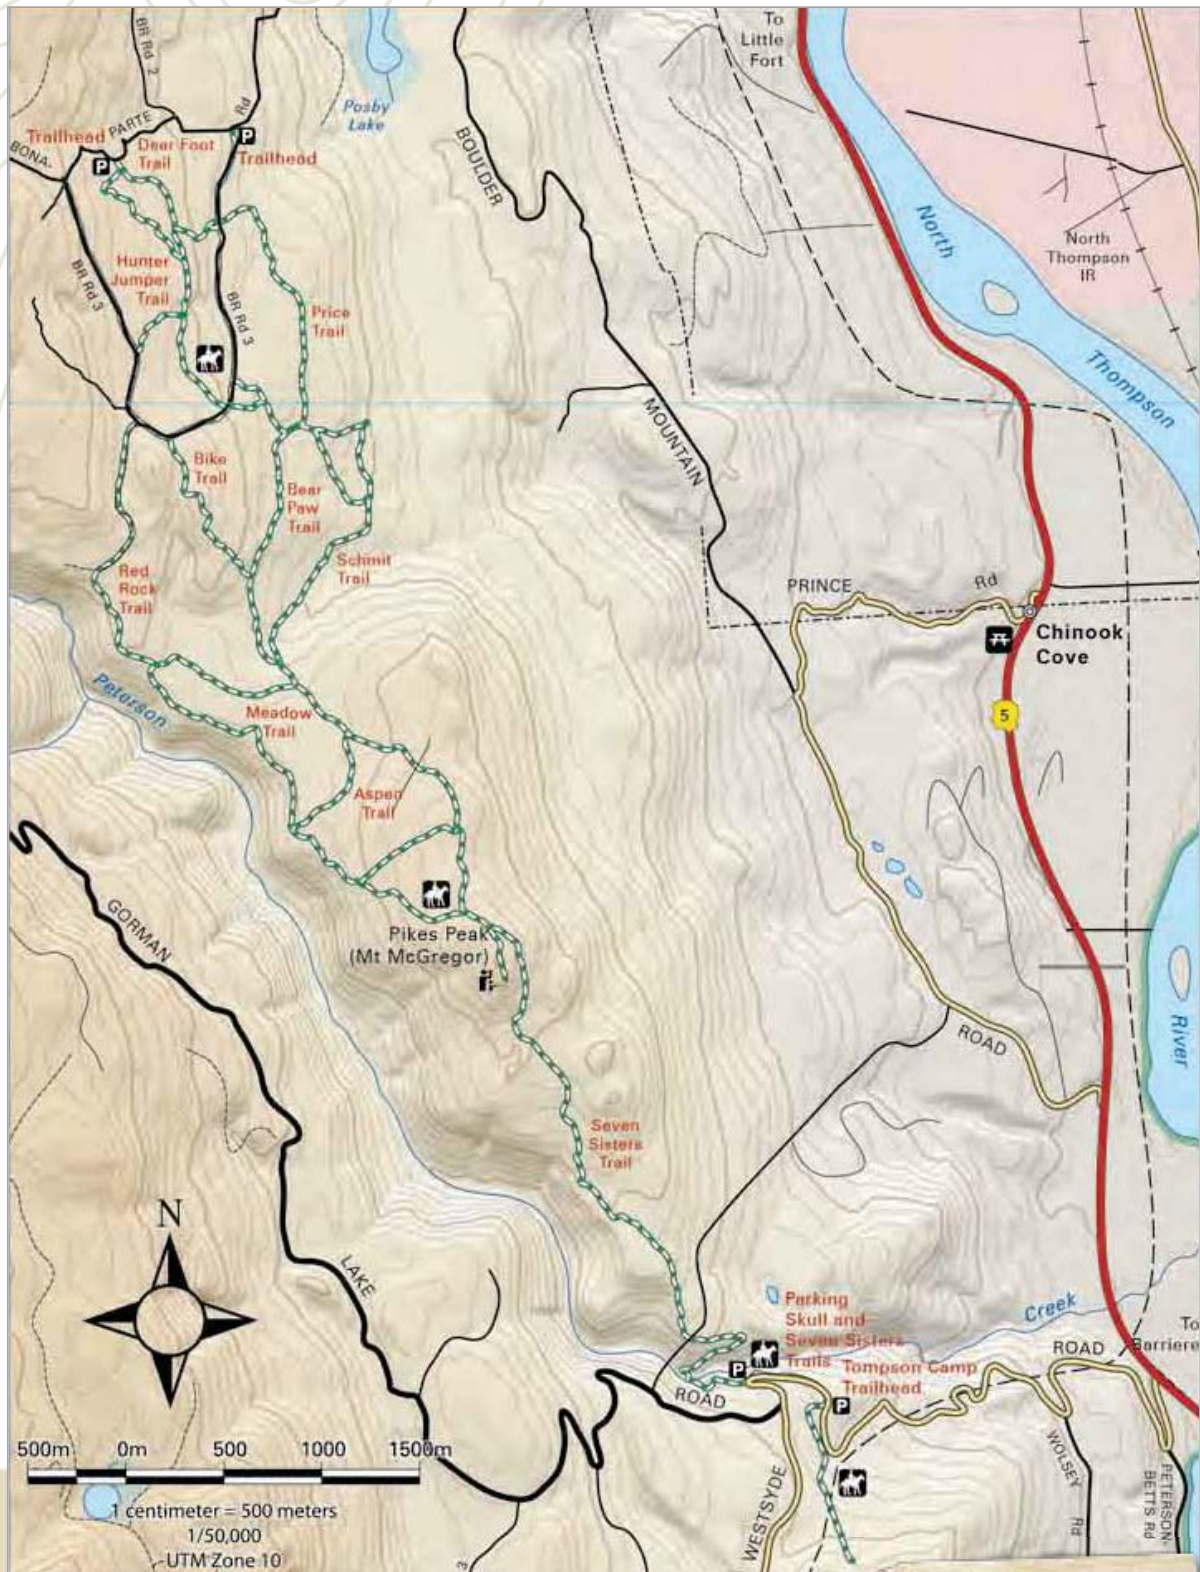 To
Little
Fort
BR Rd 2
Rd
Posby
Lake
Trailhead
PARTE
BONA-
Deer Foot
Trail
P
P
Trailhead
BOULDER
North
North
Thompson
IR
Hunter
Jumper
Trail
BR Rd 3
BR Rd 3
Price
Trail
Thompson
MOUNTAIN
Bike
Trail
Bear
Paw
Trail
Schmit
Trail
Red
Rock
Trail
PRINCE
Rd
Chinook
Cove
Peterson
Meadow
Trail
5
Aspen
Trail
GORMAN
Pikes Peak
(Mt McGregor)
ROAD
River
Seven
Sisters
Trail
N
LAKE
Parking
Skull and
Seven Sisters
Trails
Creek
To
Barriere
ROAD
P
Tompson Camp
Trailhead
P
ROAD
500m 0m 500 1000 1500m
1 centimeter = 500 meters
1/50,000
UTM Zone 10
WESTSYDE
WOLSEY
Rd
PETERSON-
BETTS Rd
3